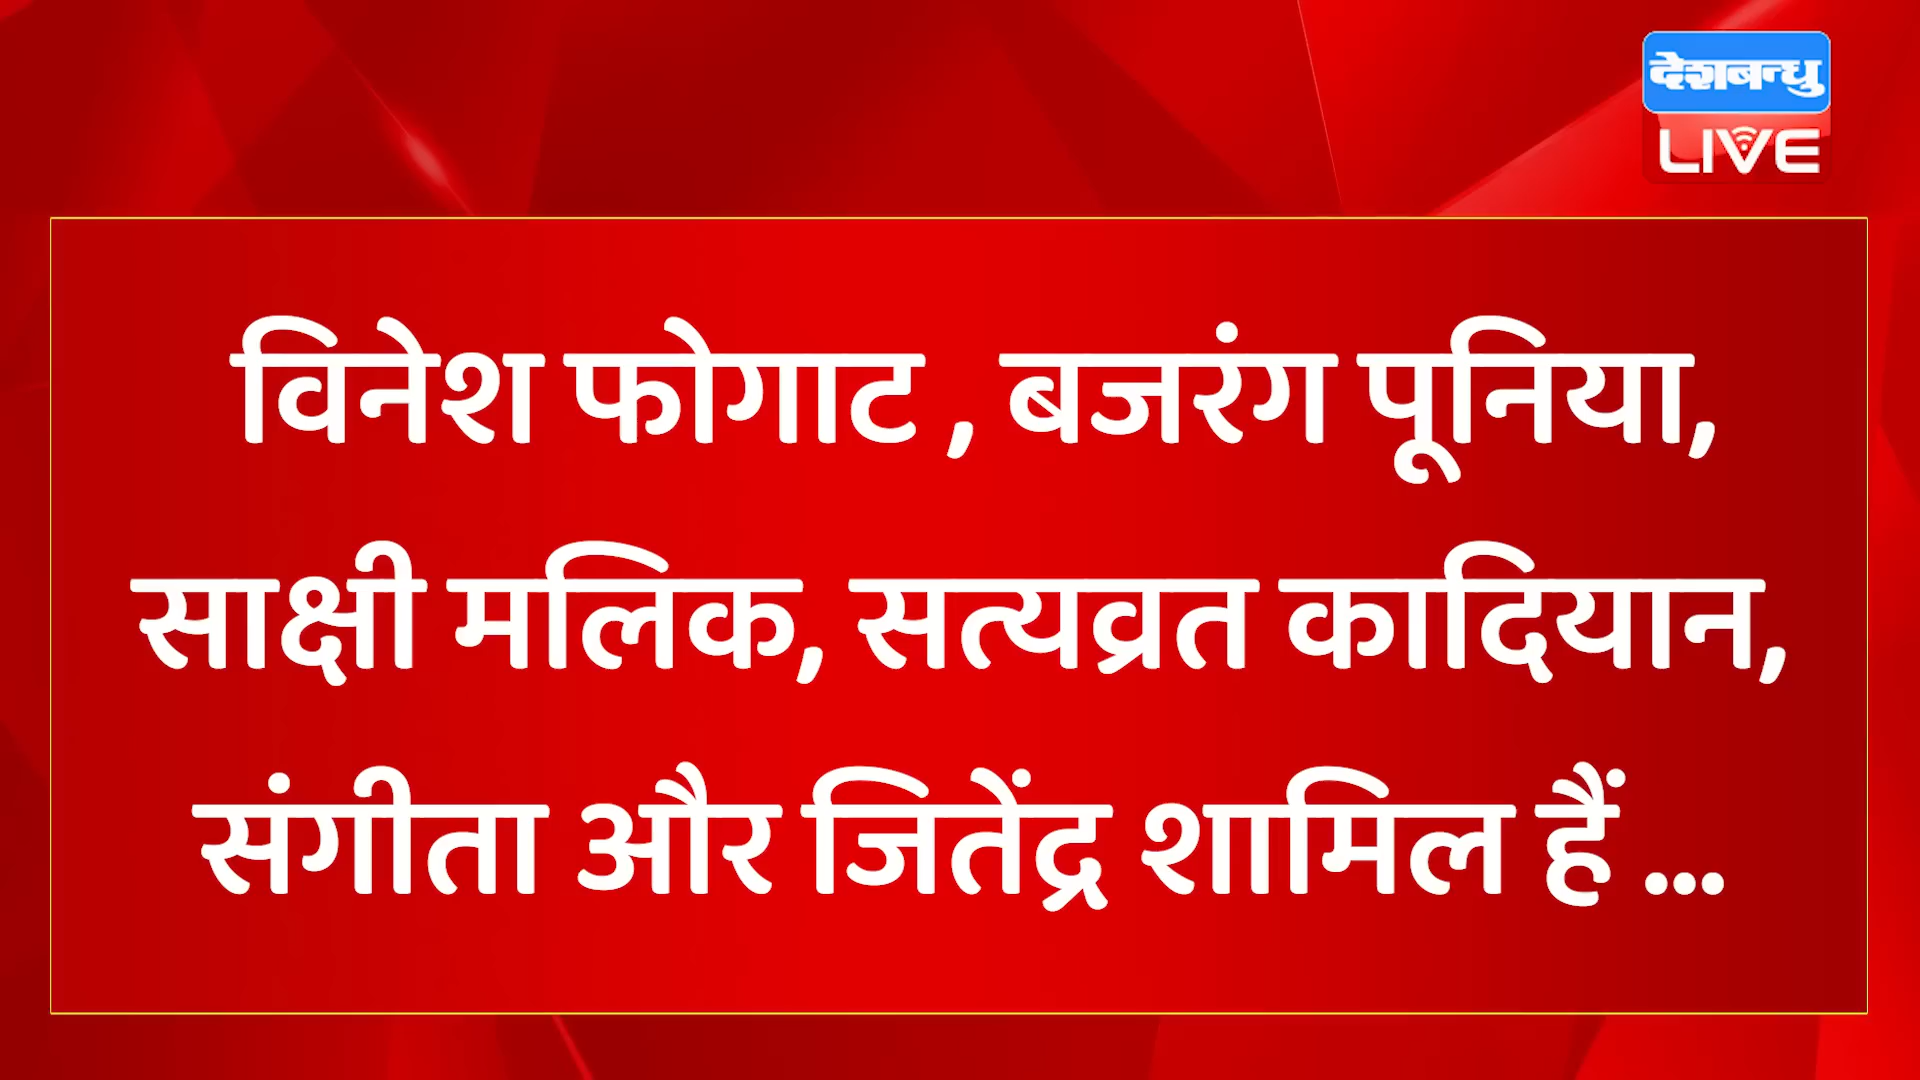 देशबन्धु
LIVE
विनेश फोगाट , बजरंग पूनिया,
साक्षी मलिक, सत्यव्रत कादियान,
संगीता और जितेंद्र शामिल हैं ...